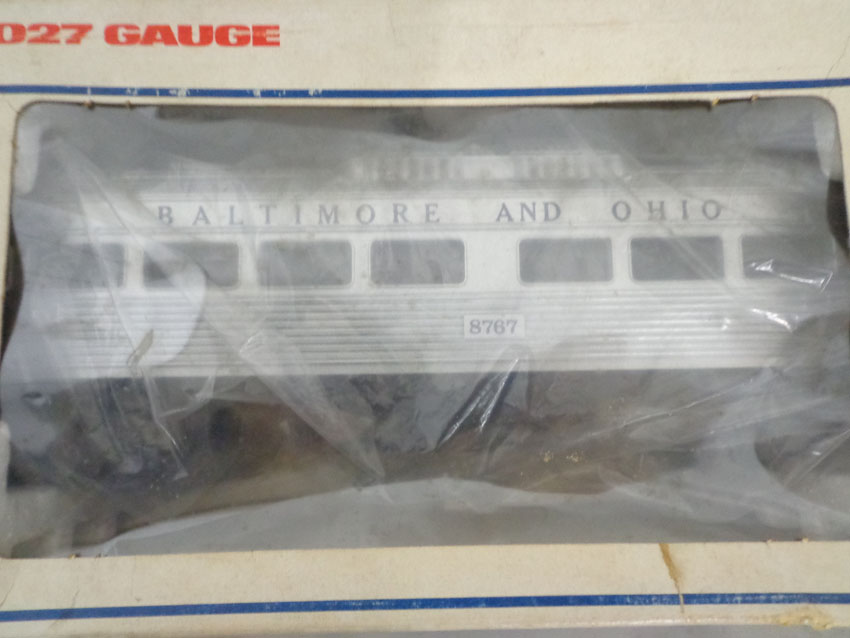 027 GAUGE
BALTIMORE AND OHIO
8767